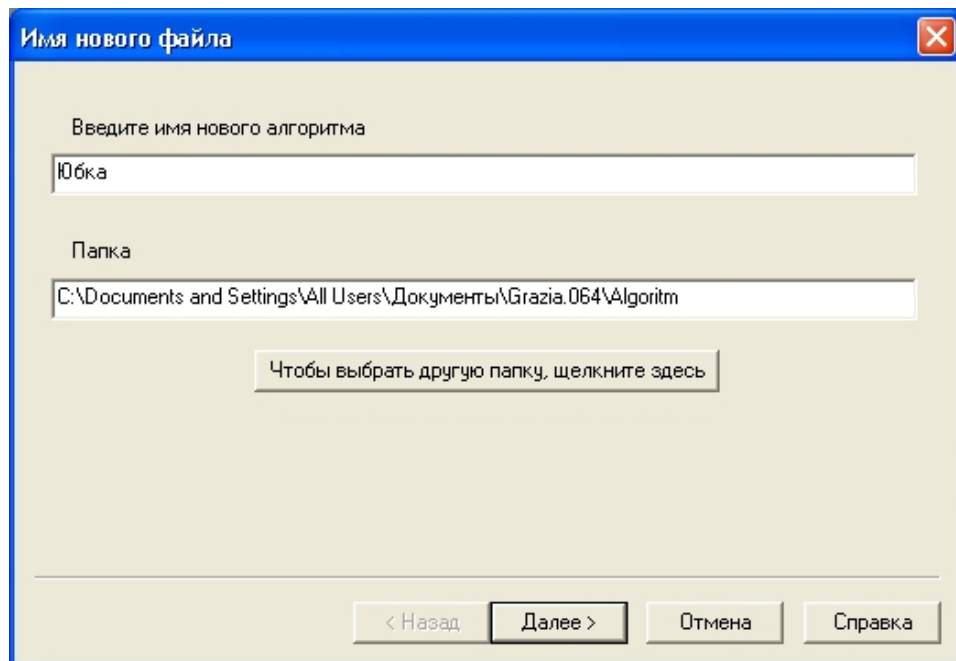 Имя нового файла
Введите имя нового алгоритма
Юбка
Папка
C:\Documents and Settings\All Users\Документы\Grazia.064\Algoritm
Чтобы выбрать другую папку, щелкните здесь
< Назад Далее > Отмена Справка